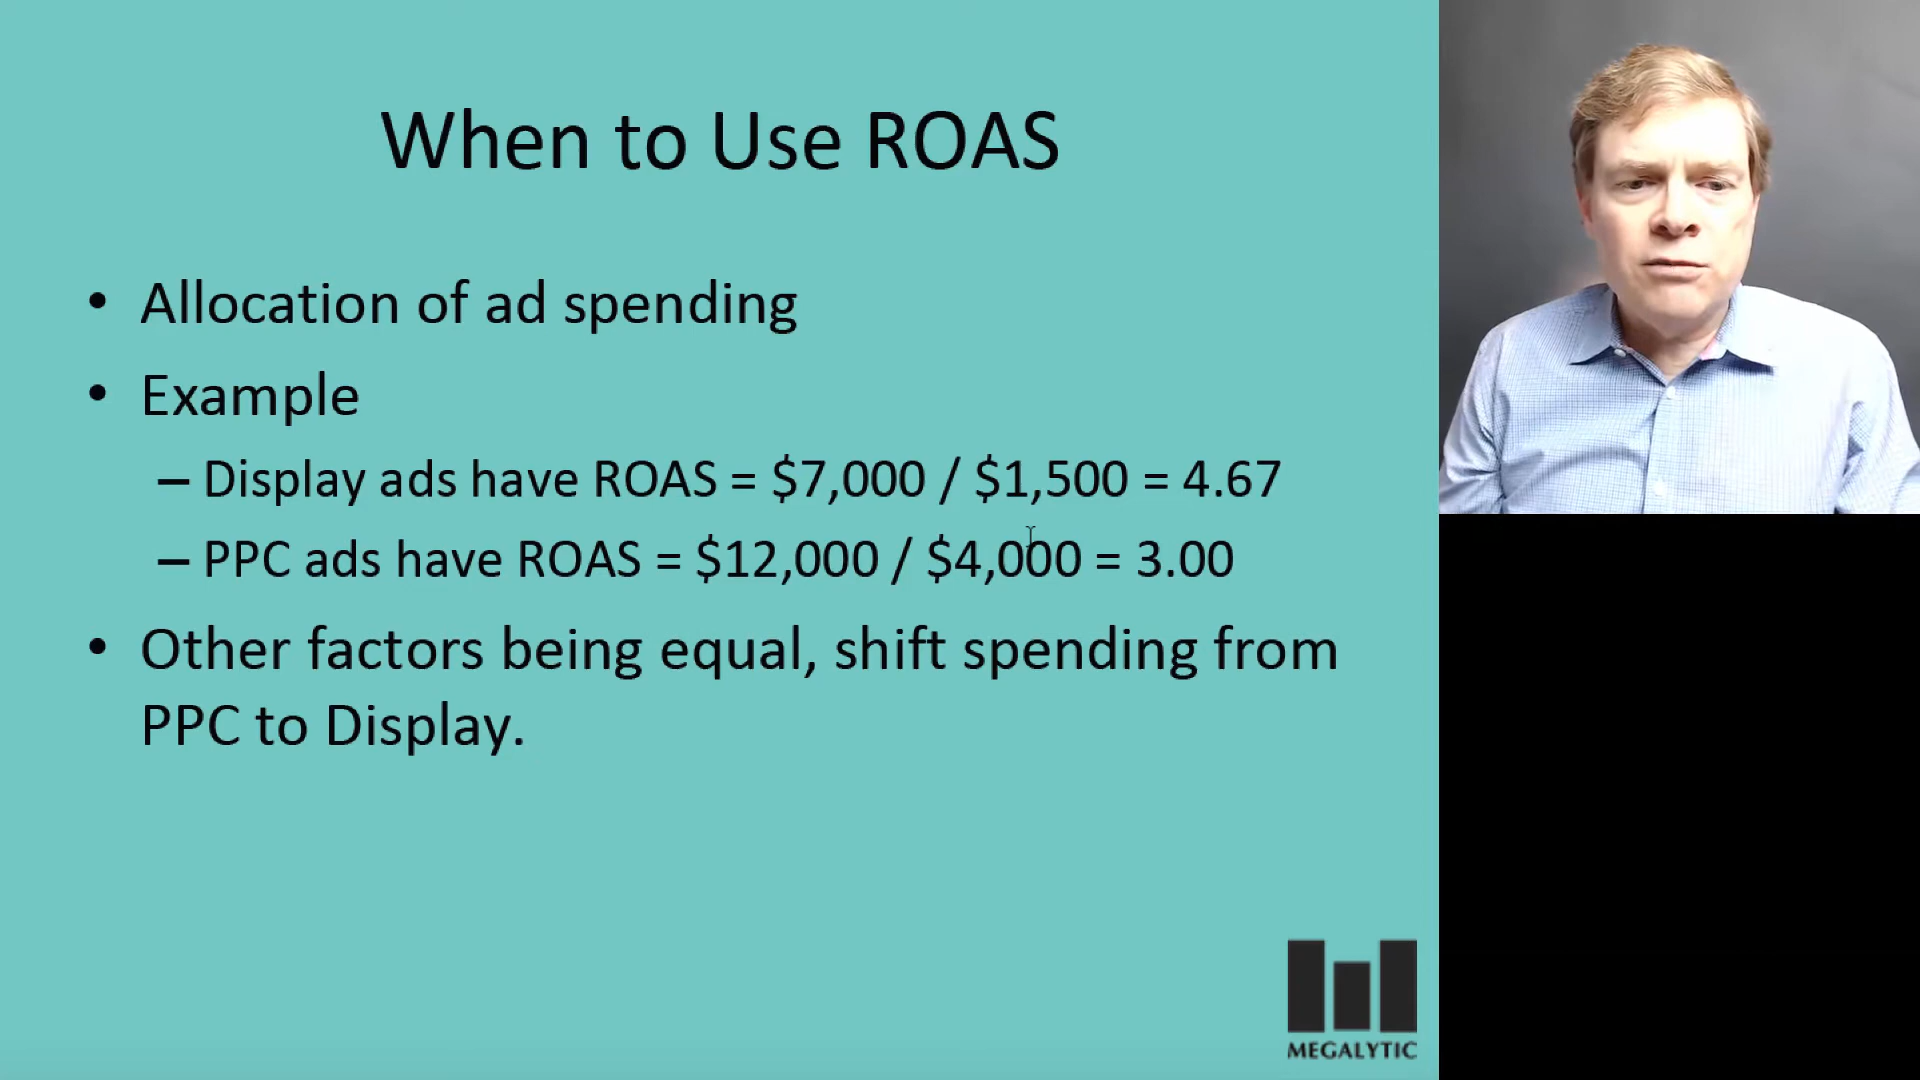 When to Use ROAS
• Allocation of ad spending
• Example
– Display ads have ROAS = $7,000 / $1,500 = 4.67
– PPC ads have ROAS = $12,000 / $4,000 = 3.00
• Other factors being equal, shift spending from
PPC to Display.
MEGALYTIC